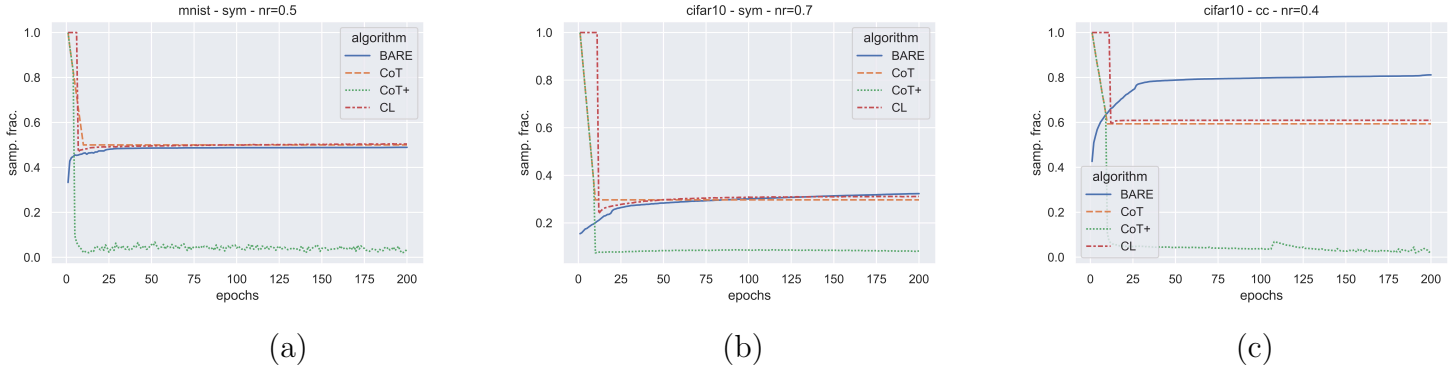 mnist - sym - nr=0.5
1.0
0.8
0.6
0.4
0.2
0.0
samp. frac.
0
25
50
75
100
125
150
175
200
epochs
algorithm
BARE
CoT
CoT+
CL
(a)
cifar10 - sym - nr=0.7
1.0
0.8
0.6
0.4
0.2
samp. frac.
0
25
50
75
100
125
150
175
200
epochs
algorithm
BARE
CoT
CoT+
CL
(b)
cifar10 - cc - nr=0.4
1.0
0.8
0.6
0.4
0.2
0.0
samp. frac.
0
25
50
75
100
125
150
175
200
epochs
algorithm
BARE
CoT
CoT+
CL
(c)